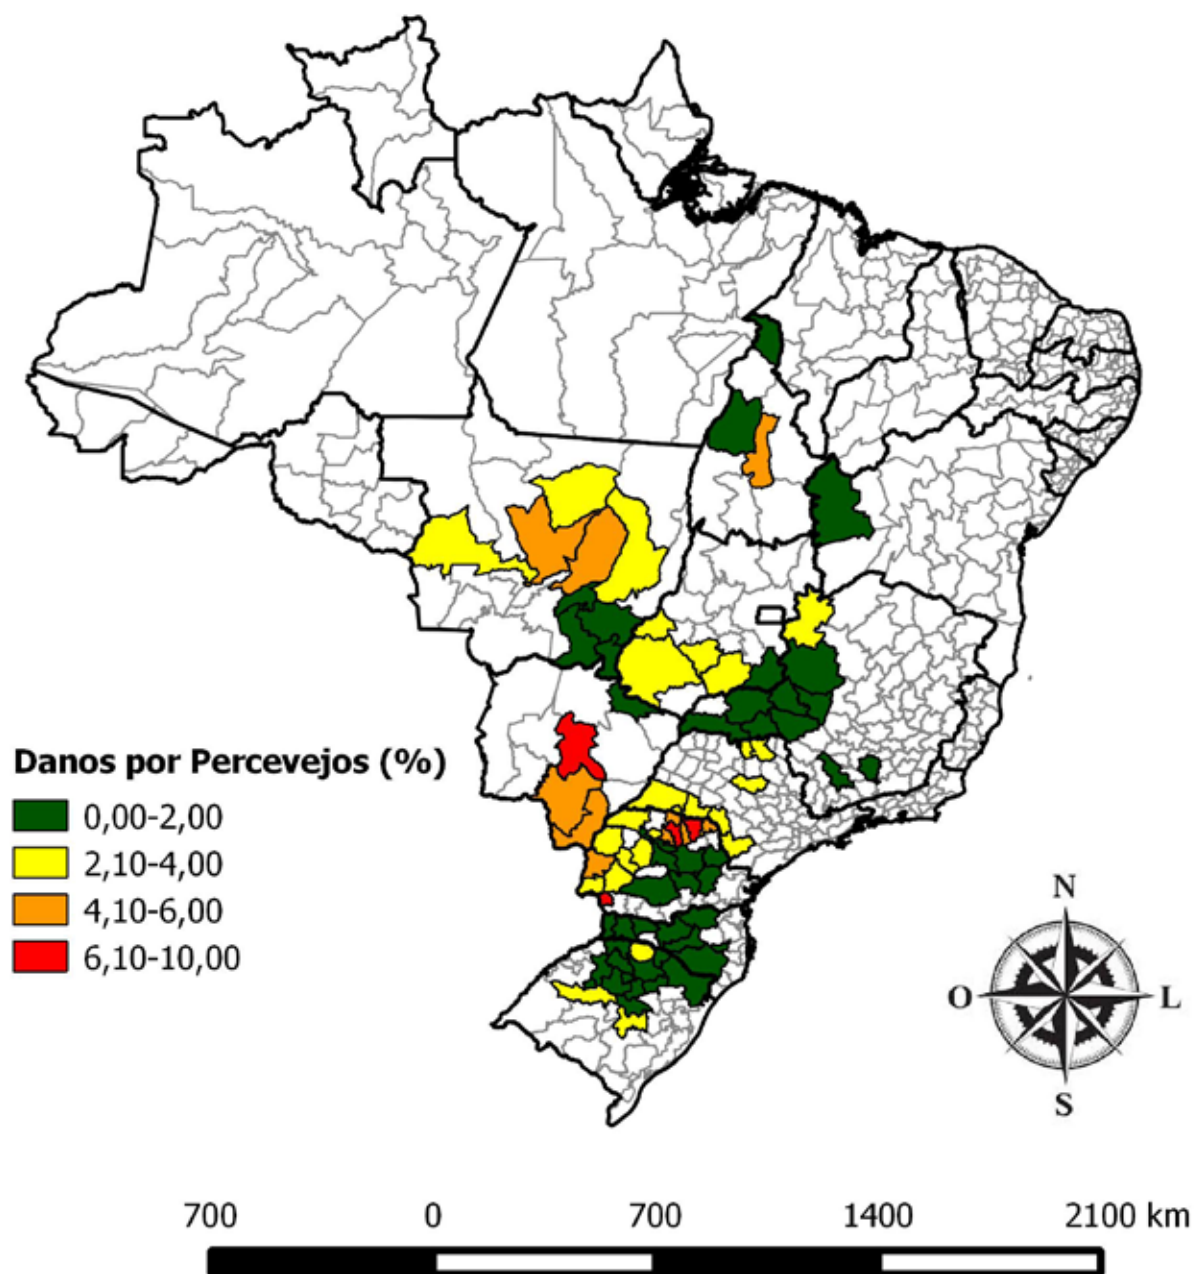 Danos por Percevejos (%)
0,00-2,00
2,10-4,00
4,10-6,00
6,10-10,00
N
O
L
S
700 0 700 1400 2100 km